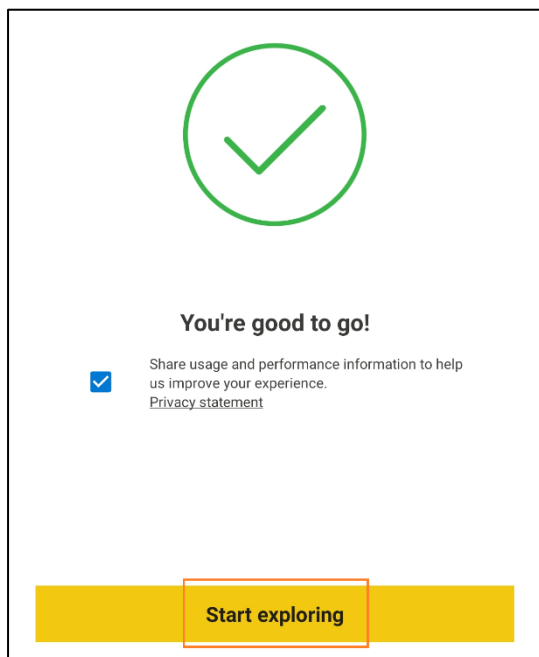 You're good to go!
Share usage and performance information to help
us improve your experience.
Privacy statement
Start exploring